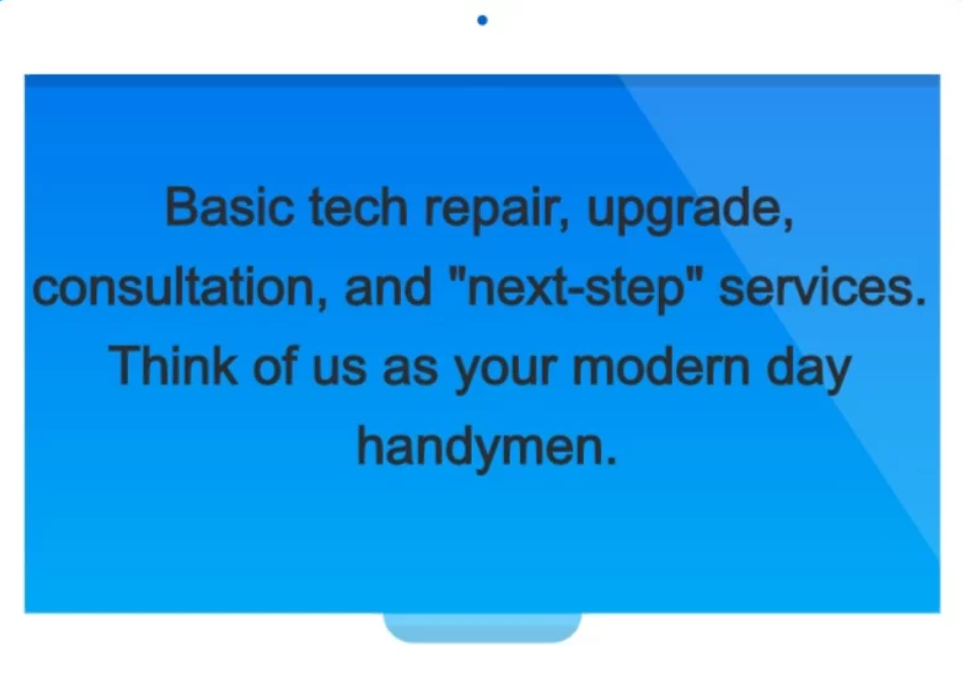 Basic tech repair, upgrade,
consultation, and "next-step" services.
Think of us as your modern day
handymen.